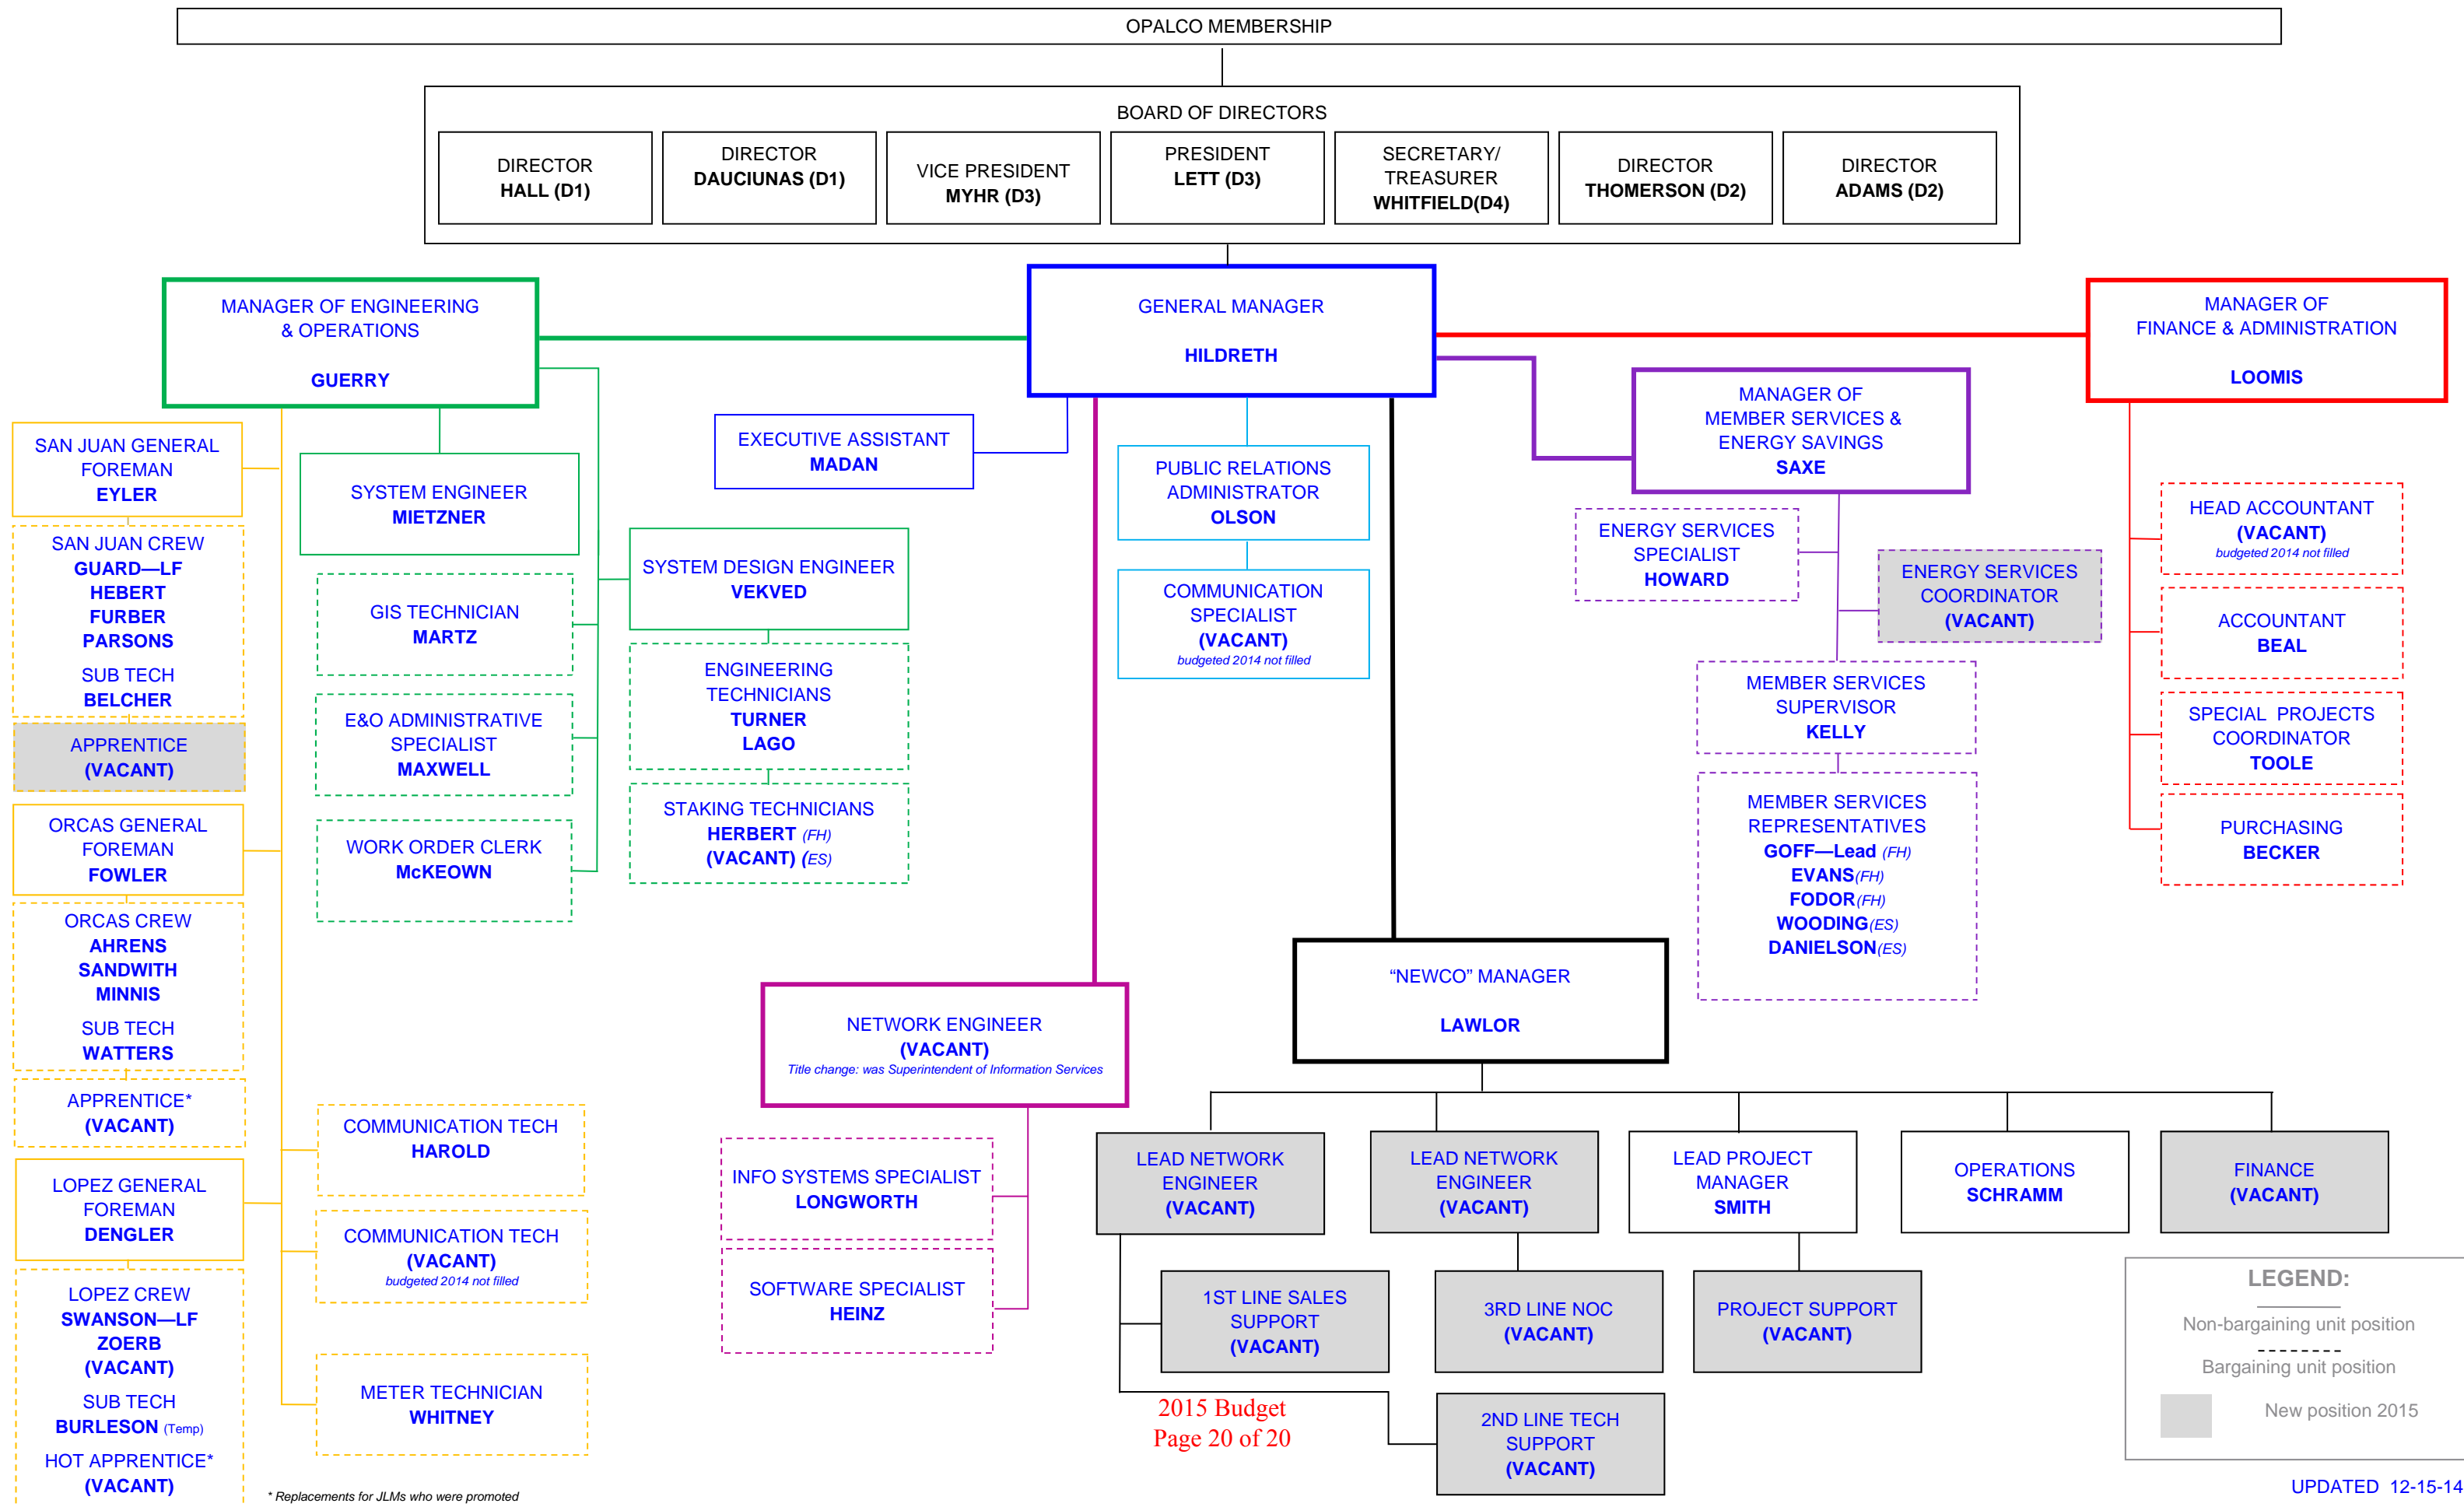 OPALCO MEMBERSHIP
BOARD OF DIRECTORS
DIRECTOR
HALL (D1)
DIRECTOR
DAUCIUNAS (D1)
VICE PRESIDENT
MYHR (D3)
PRESIDENT
LETT (D3)
SECRETARY/
TREASURER
WHITFIELD(D4)
DIRECTOR
THOMERSON (D2)
DIRECTOR
ADAMS (D2)
MANAGER OF ENGINEERING
& OPERATIONS
GUERRY
GENERAL MANAGER
HILDRETH
MANAGER OF
FINANCE & ADMINISTRATION
LOOMIS
MANAGER OF
MEMBER SERVICES &
ENERGY SAVINGS
SAXE
SAN JUAN GENERAL
FOREMAN
EYLER
SAN JUAN CREW
GUARD—LF
HEBERT
FURBER
PARSONS
SUB TECH
BELCHER
APPRENTICE
(VACANT)
ORCAS GENERAL
FOREMAN
FOWLER
ORCAS CREW
AHRENS
SANDWITH
MINNIS
SUB TECH
WATTERS
APPRENTICE*
(VACANT)
LOPEZ GENERAL
FOREMAN
DENGLER
LOPEZ CREW
SWANSON—LF
ZOERB
(VACANT)
SUB TECH
BURLESON (Temp)
HOT APPRENTICE*
(VACANT)
SYSTEM ENGINEER
MIETZNER
GIS TECHNICIAN
MARTZ
E&O ADMINISTRATIVE
SPECIALIST
MAXWELL
WORK ORDER CLERK
McKEOWN
SYSTEM DESIGN ENGINEER
VEKVED
ENGINEERING
TECHNICIANS
TURNER
LAGO
STAKING TECHNICIANS
HERBERT (FH)
(VACANT) (ES)
COMMUNICATION TECH
HAROLD
COMMUNICATION TECH
(VACANT)
budgeted 2014 not filled
METER TECHNICIAN
WHITNEY
* Replacements for JLMs who were promoted
EXECUTIVE ASSISTANT
MADAN
PUBLIC RELATIONS
ADMINISTRATOR
OLSON
COMMUNICATION
SPECIALIST
(VACANT)
budgeted 2014 not filled
NETWORK ENGINEER
(VACANT)
Title change: was Superintendent of Information Services
INFO SYSTEMS SPECIALIST
LONGWORTH
SOFTWARE SPECIALIST
HEINZ
ENERGY SERVICES
SPECIALIST
HOWARD
ENERGY SERVICES
COORDINATOR
(VACANT)
MEMBER SERVICES
SUPERVISOR
KELLY
MEMBER SERVICES
REPRESENTATIVES
GOFF—Lead (FH)
EVANS(FH)
FODOR(FH)
WOODING(ES)
DANIELSON(ES)
HEAD ACCOUNTANT
(VACANT)
budgeted 2014 not filled
ACCOUNTANT
BEAL
SPECIAL PROJECTS
COORDINATOR
TOOLE
PURCHASING
BECKER
“NEWCO” MANAGER
LAWLOR
LEAD NETWORK
ENGINEER
(VACANT)
LEAD NETWORK
ENGINEER
(VACANT)
LEAD PROJECT
MANAGER
SMITH
OPERATIONS
SCHRAMM
FINANCE
(VACANT)
1ST LINE SALES
SUPPORT
(VACANT)
3RD LINE NOC
(VACANT)
PROJECT SUPPORT
(VACANT)
2ND LINE TECH
SUPPORT
(VACANT)
2015 Budget
Page 20 of 20
LEGEND:
Non-bargaining unit position
Bargaining unit position
New position 2015
UPDATED 12-15-14